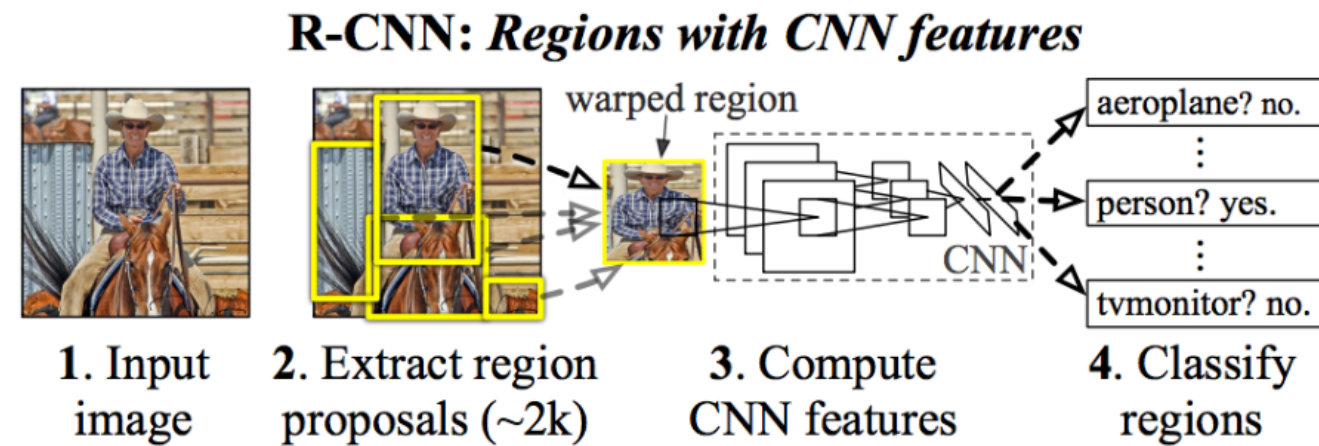 R-CNN: Regions with CNN features
warped region
aeroplane? no.
⋮
person? yes.
⋮
tvmonitor? no.
CNN
1. Input
image
2. Extract region
proposals (~2k)
3. Compute
CNN features
4. Classify
regions